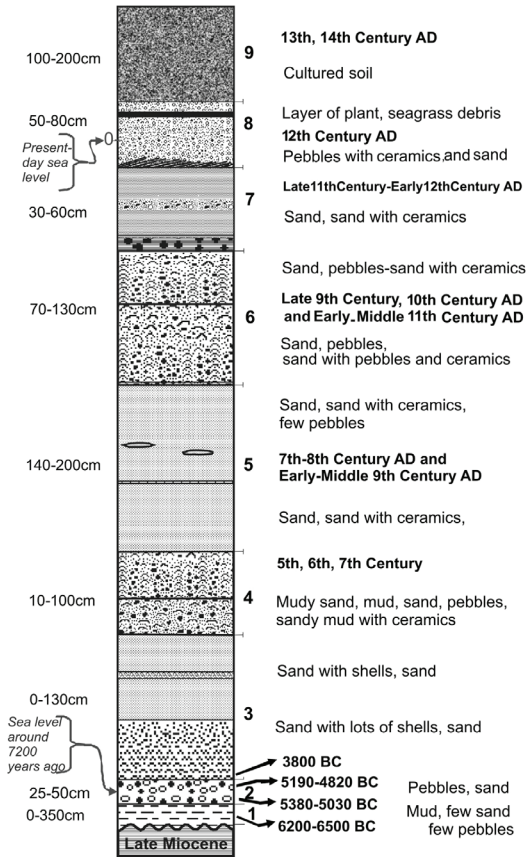 13th, 14th Century AD
100-200cm
9
Cultured soil
Layer of plant, seagrass debris
50-80cm
8
12th Century AD
0
Present-
day sea
level
Pebbles with ceramics,and sand
Late11thCentury-Early12thCentury AD
7
30-60cm
Sand, sand with ceramics
Sand, pebbles-sand with ceramics
Late 9th Century, 10th Century AD
and Early-Middle 11th Century AD
70-130cm
6
Sand, pebbles,
sand with pebbles and ceramics
Sand, sand with ceramics,
few pebbles
7th-8th Century AD and
Early-Middle 9th Century AD
140-200cm
5
Sand, sand with ceramics,
5th, 6th, 7th Century
10-100cm
4
Mudy sand, mud, sand, pebbles,
sandy mud with ceramics
Sand with shells, sand
0-130cm
3
Sea level
around
7200
years ago
Sand with lots of shells, sand
3800 BC
5190-4820 BC
Pebbles, sand
25-50cm
2
5380-5030 BC
0-350cm
1
Mud, few sand
few pebbles
6200-6500 BC
Late Miocene